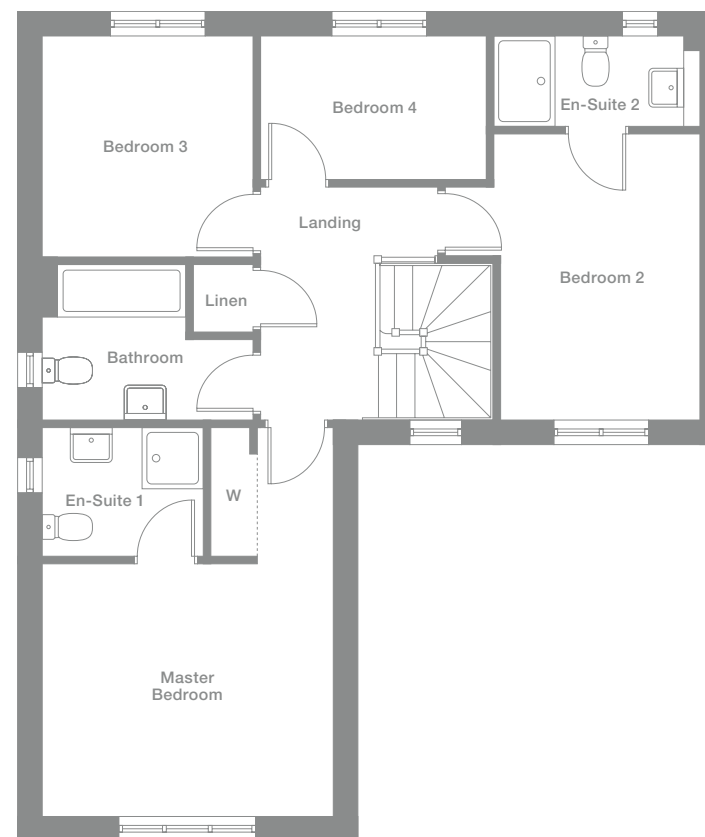 Bedroom 3
Bedroom 4
En-Suite 2
Landing
Bedroom 2
Linen
Bathroom
En-Suite 1
W
Master
Bedroom